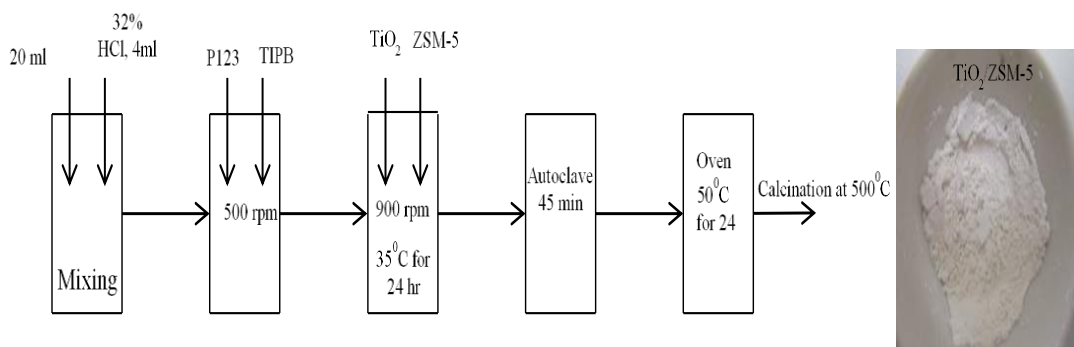 20 ml
32%
HCl, 4ml
Mixing
P123 TIPB
500 rpm
TiO₂ ZSM-5
900 rpm
35⁰C for
24 hr
Autoclave
45 min
Oven
50⁰C
for 24
Calcination at 500⁰C
TiO₂/ZSM-5